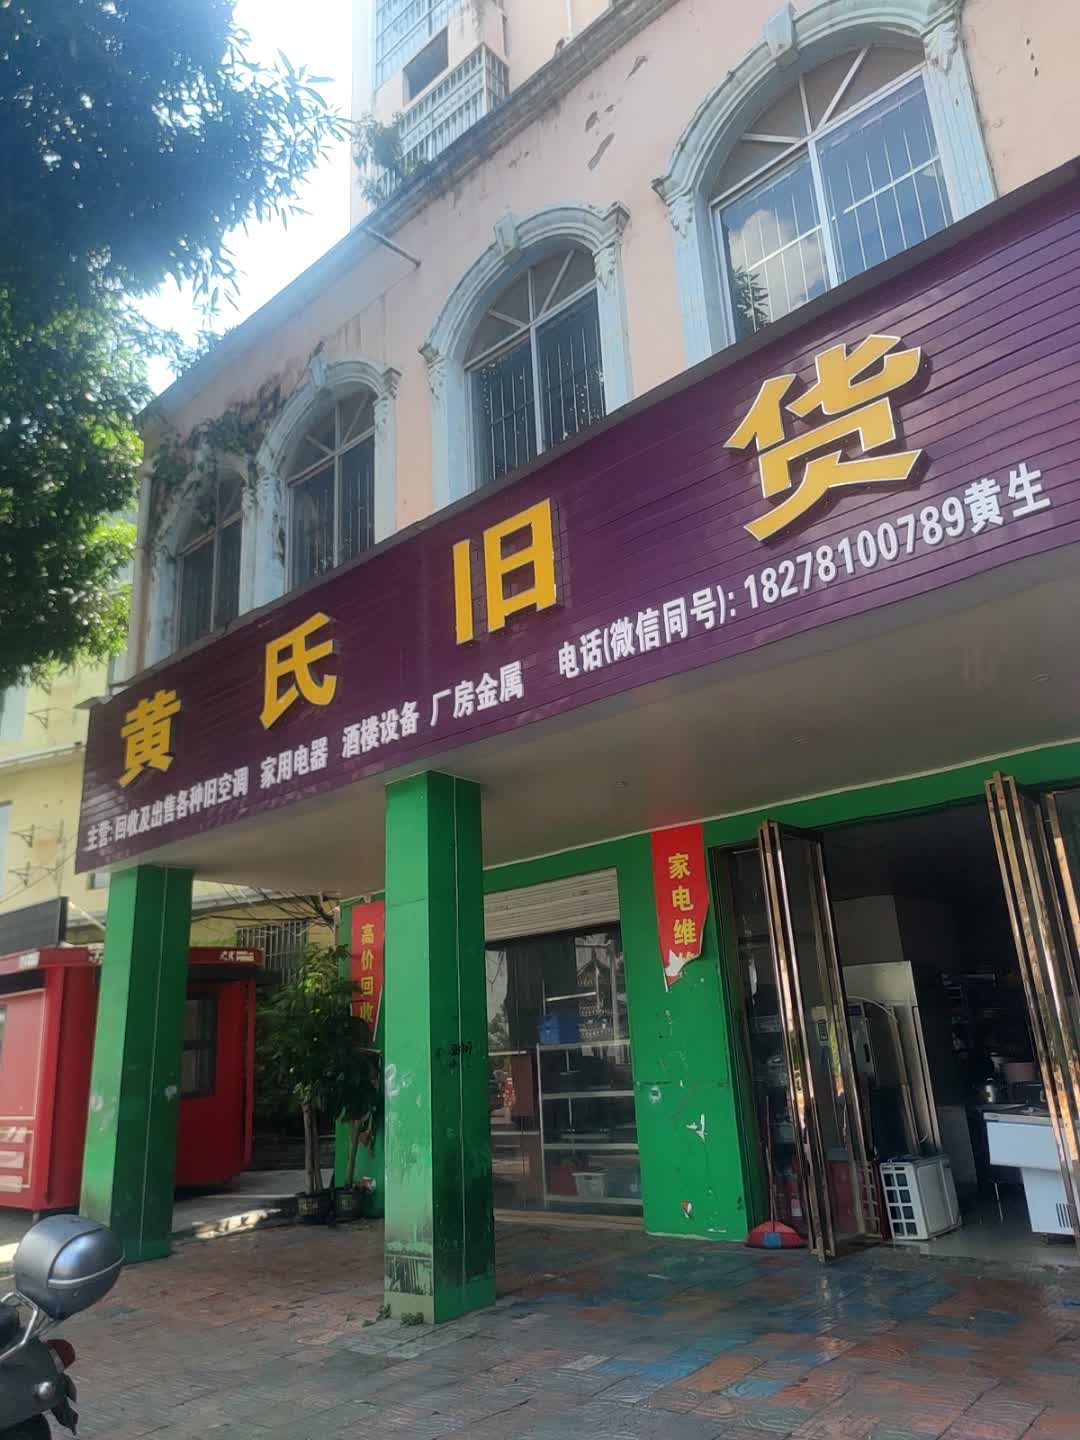 黄氏旧货
主营:回收及出售各种旧空调 家用电器 酒楼设备 厂房金属 电话(微信同号):18278100789黄生
高价回收
家电维